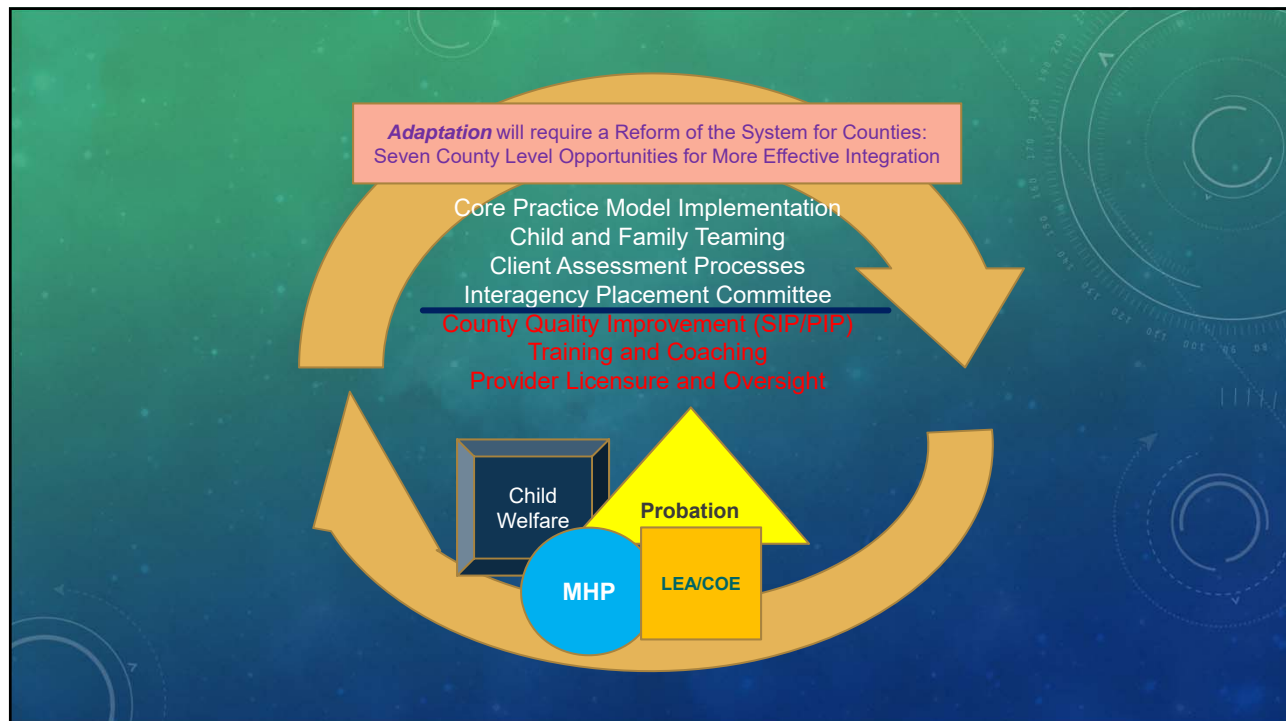 Adaptation will require a Reform of the System for Counties:
Seven County Level Opportunities for More Effective Integration
Core Practice Model Implementation
Child and Family Teaming
Client Assessment Processes
Interagency Placement Committee
County Quality Improvement (SIP/PIP)
Training and Coaching
Provider Licensure and Oversight
Child
Welfare
Probation
MHP
LEA/COE